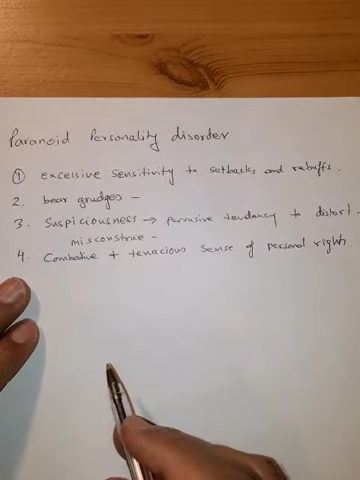 Paranoid Personality disorder
① excessive sensitivity to setbacks and rebuffs.
2. bear grudges -
3. Suspiciousness → pervasive tendency to distort.
misconstrue -
4. Combative + tenacious sense of personal rights.